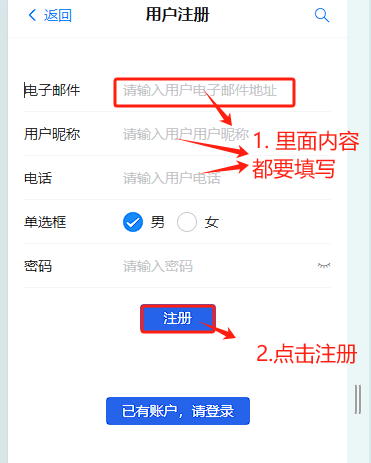 返回 用户注册
电子邮件 请输入用户电子邮件地址
用户昵称 请输入用户用户昵称
1. 里面内容
都要填写
电话 请输入用户电话
单选框 男 女
密码 请输入密码
注册
2.点击注册
已有账户，请登录